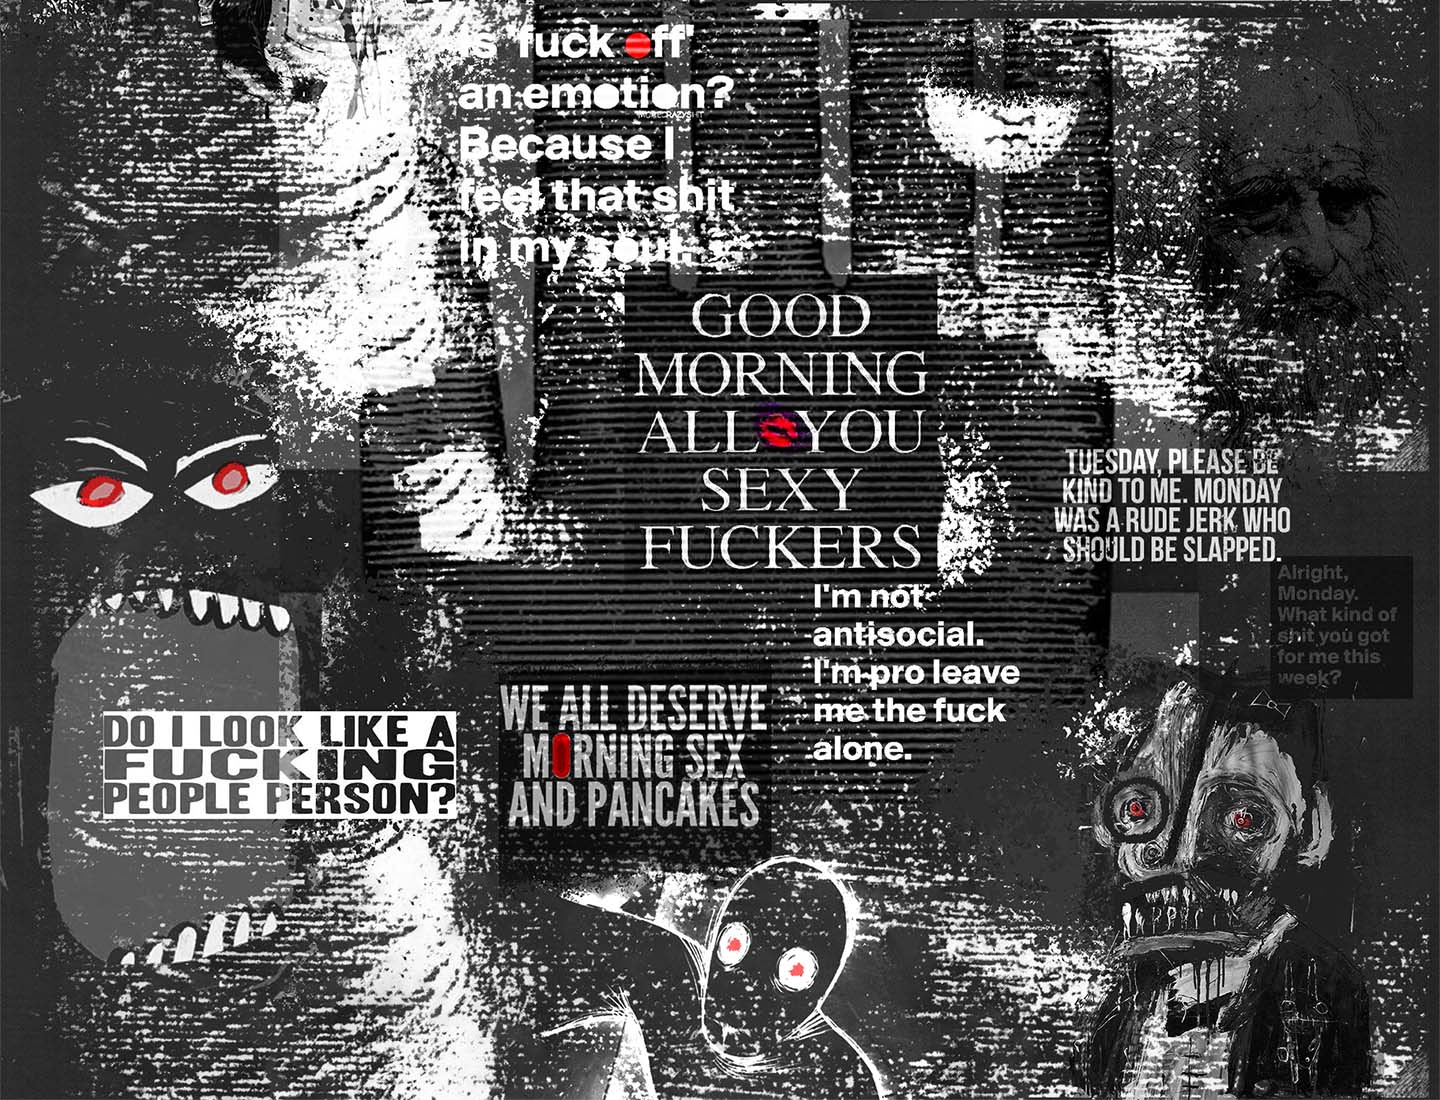 is 'fuck off'
an emotion?
MORECRAZYSHIT
Because I
feel that shit
in my soul.
GOOD
MORNING
ALL YOU
SEXY
FUCKERS
TUESDAY, PLEASE BE
KIND TO ME. MONDAY
WAS A RUDE JERK WHO
SHOULD BE SLAPPED.
Alright,
Monday.
What kind of
shit you got
for me this
week?
I'm not
antisocial.
I'm pro leave
me the fuck
alone.
WE ALL DESERVE
MORNING SEX
AND PANCAKES
DO I LOOK LIKE A
FUCKING
PEOPLE PERSON?